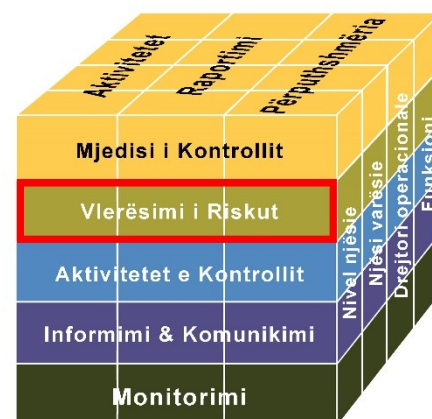 Aktivitetet
Raportimi
Përputhshmëria
Mjedisi i Kontrollit
Vlerësimi i Riskut
Aktivitetet e Kontrollit
Informimi & Komunikimi
Monitorimi
Nivel njësie
Njësi varësie
Drejtori operacionale
Funksioni